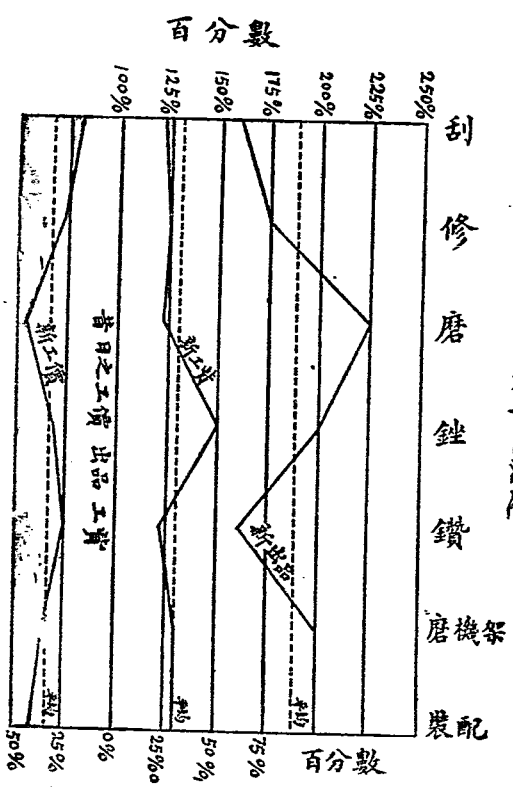 百分數
100%
125%
150%
175%
200%
225%
250%
刮
修
磨
銼
鑽
磨機架
裝配
新工價
昔日之工價 出品 工資
新工資
新出品
平均
平均
平均
50%
25%
0%
25%
50%
75%
百分數